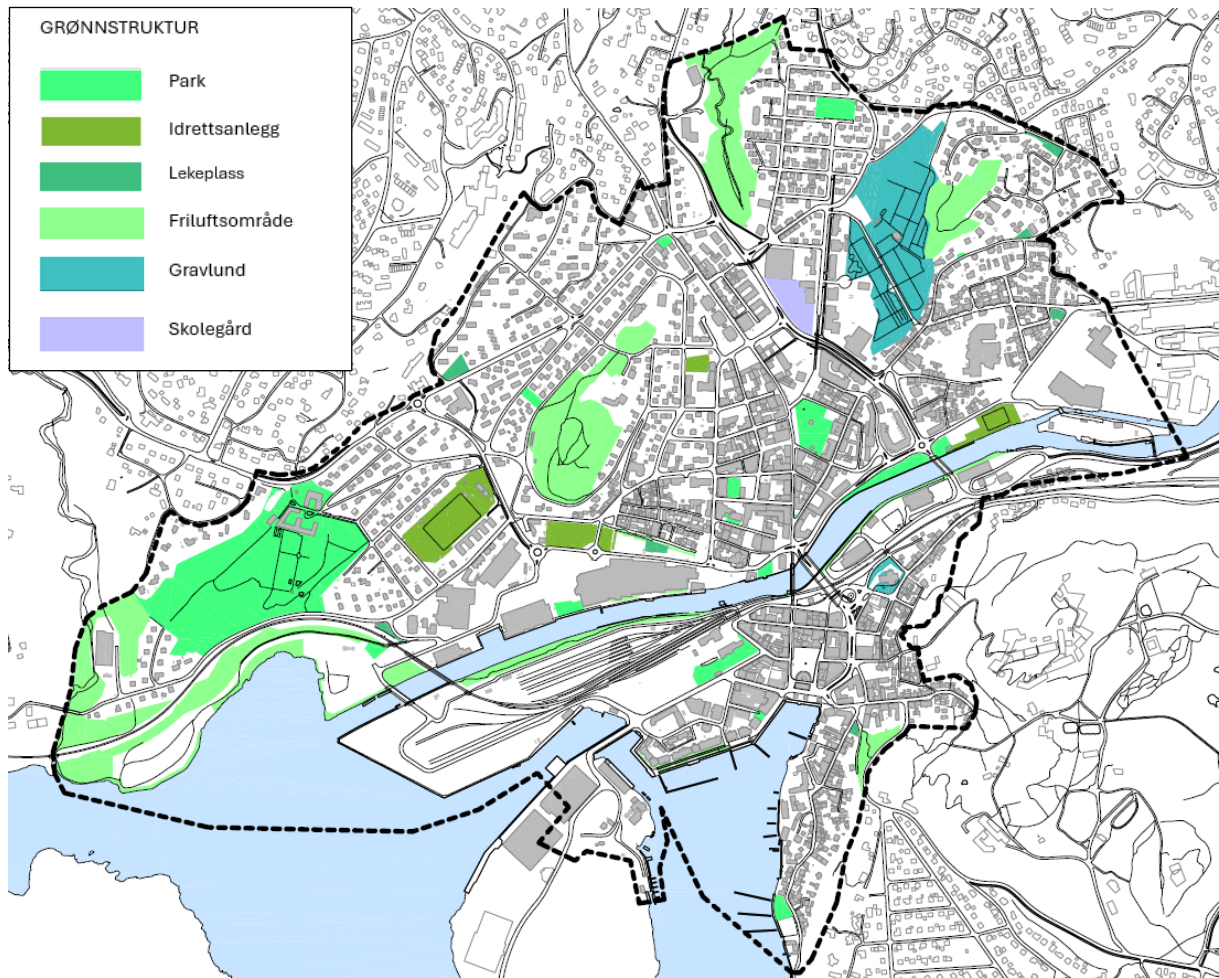 GRØNNSTRUKTUR
Park
Idrettsanlegg
Lekeplass
Friluftsområde
Gravlund
Skolegård